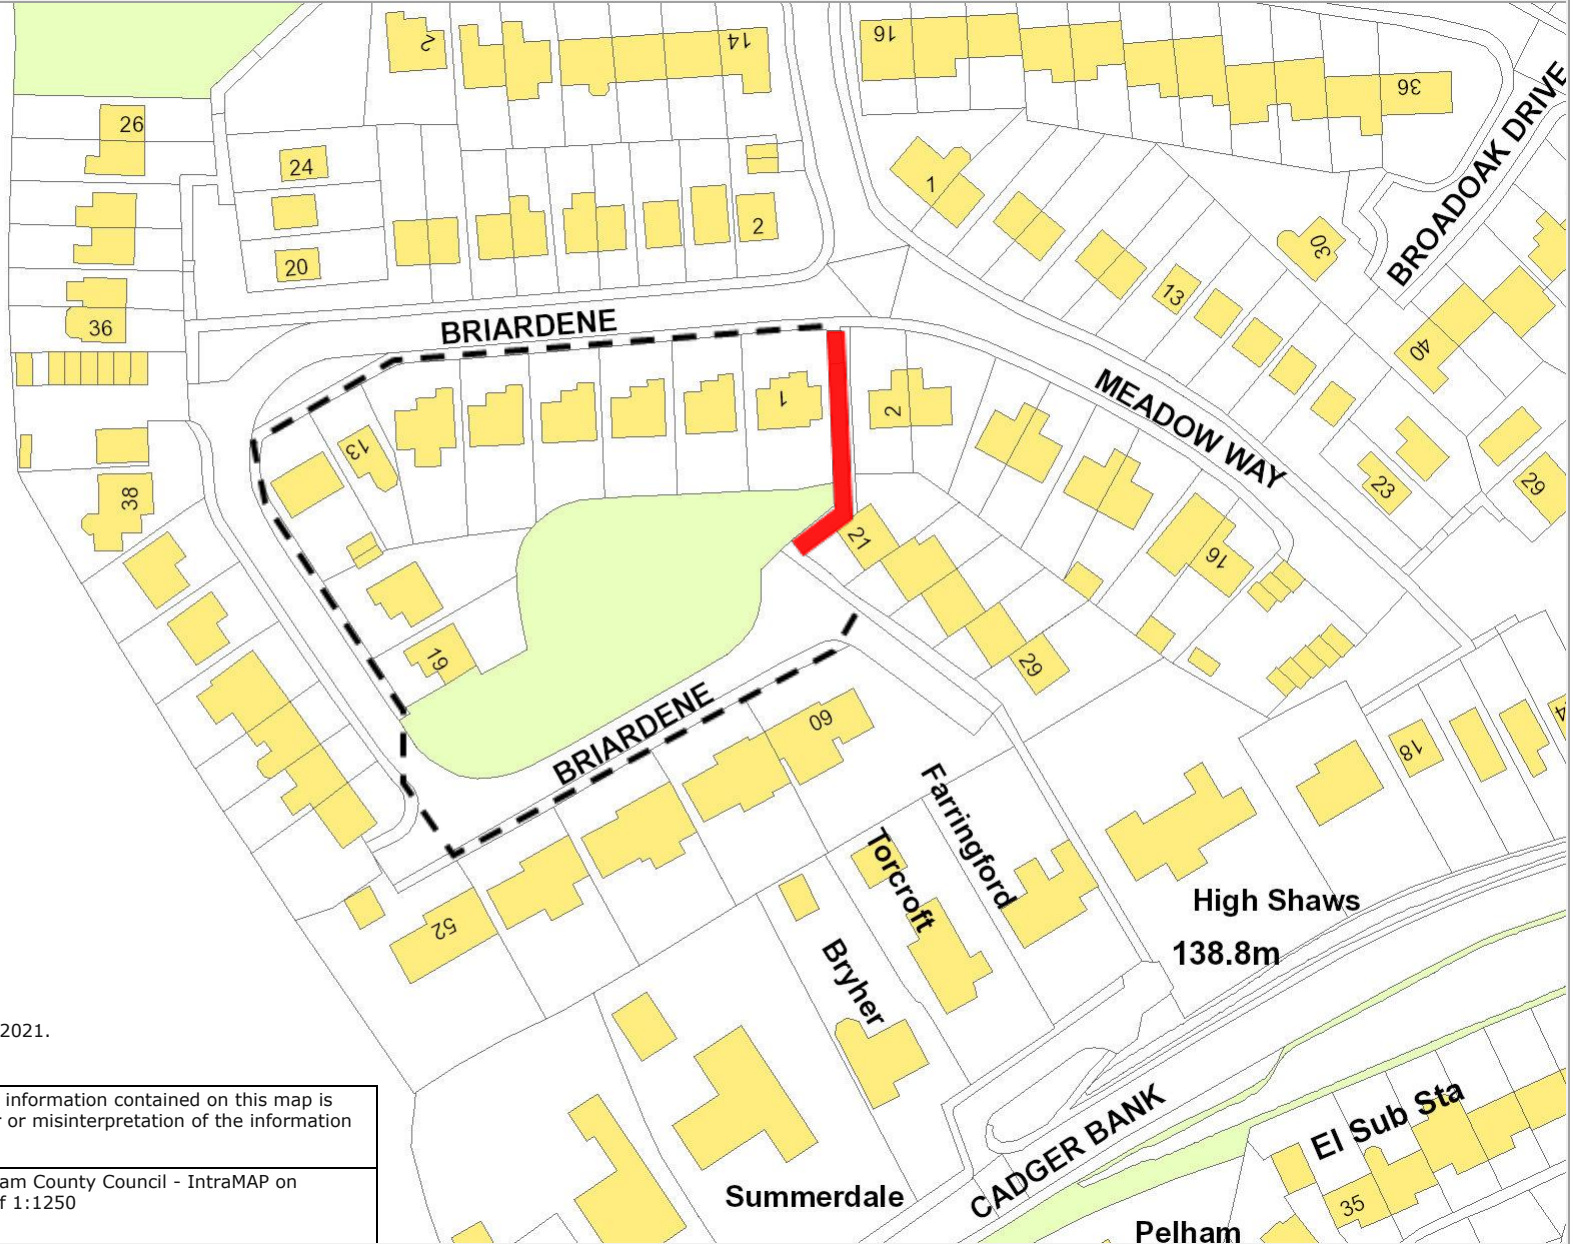 2
14
16
36
26
24
1
BROADOAK DRIVE
2
30
20
13
36
BRIARDENE
40
MEADOW WAY
1
2
13
23
29
38
21
16
19
29
BRIARDENE
60
18
Farringford
Torcroft
52
High Shaws
138.8m
Bryher
2021.
information contained on this map is
or misinterpretation of the information
am County Council - IntraMAP on
f 1:1250
CADGER BANK
El Sub Sta
35
Summerdale
Pelham